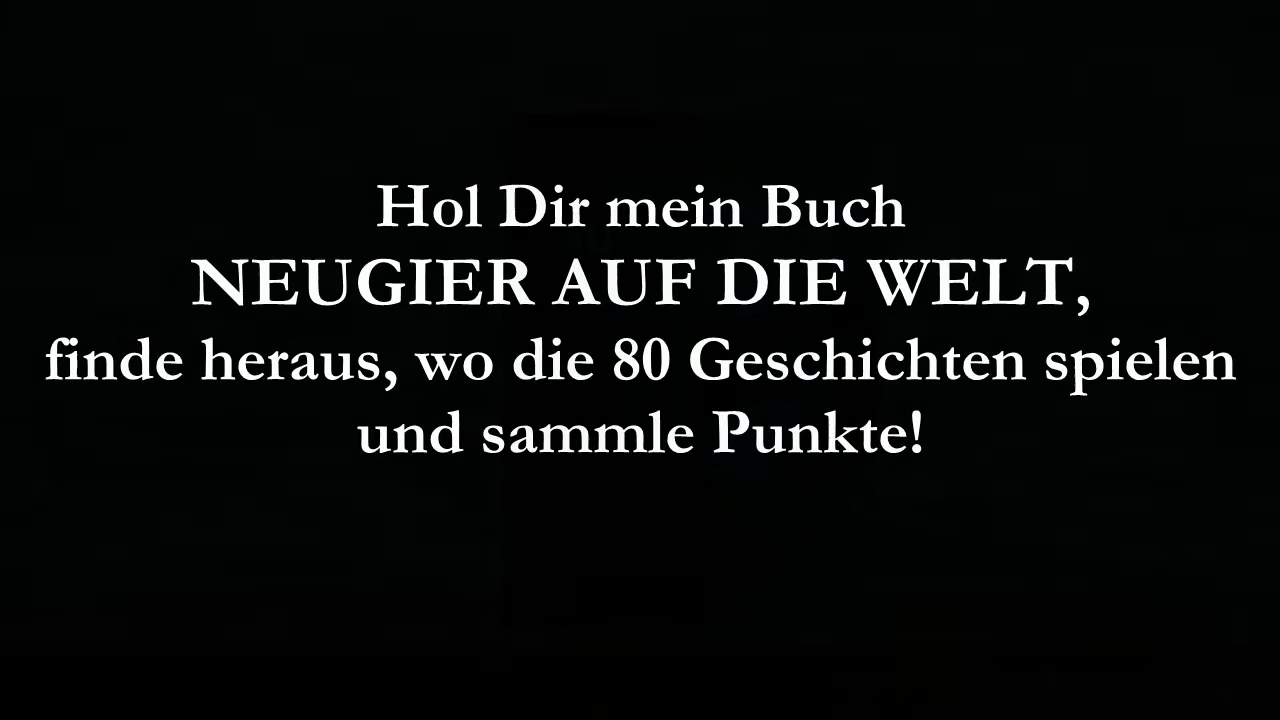 Hol Dir mein Buch
NEUGIER AUF DIE WELT,
finde heraus, wo die 80 Geschichten spielen
und sammle Punkte!